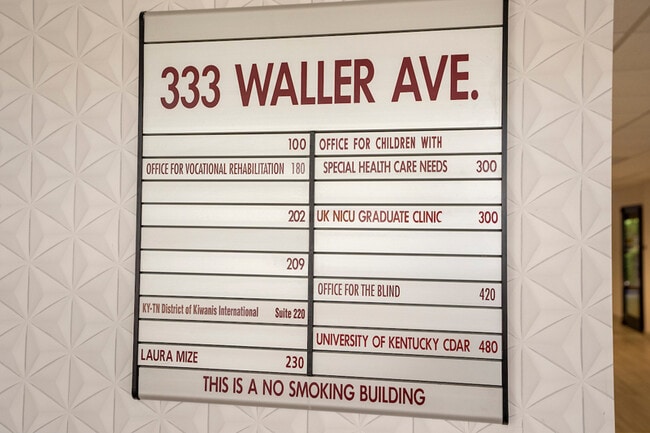 333 WALLER AVE.
100
OFFICE FOR VOCATIONAL REHABILITATION 180
202
209
KY-TN District of Kiwanis International Suite 220
LAURA MIZE 230
OFFICE FOR CHILDREN WITH
SPECIAL HEALTH CARE NEEDS 300
UK NICU GRADUATE CLINIC 300
OFFICE FOR THE BLIND 420
UNIVERSITY OF KENTUCKY CDAR 480
THIS IS A NO SMOKING BUILDING